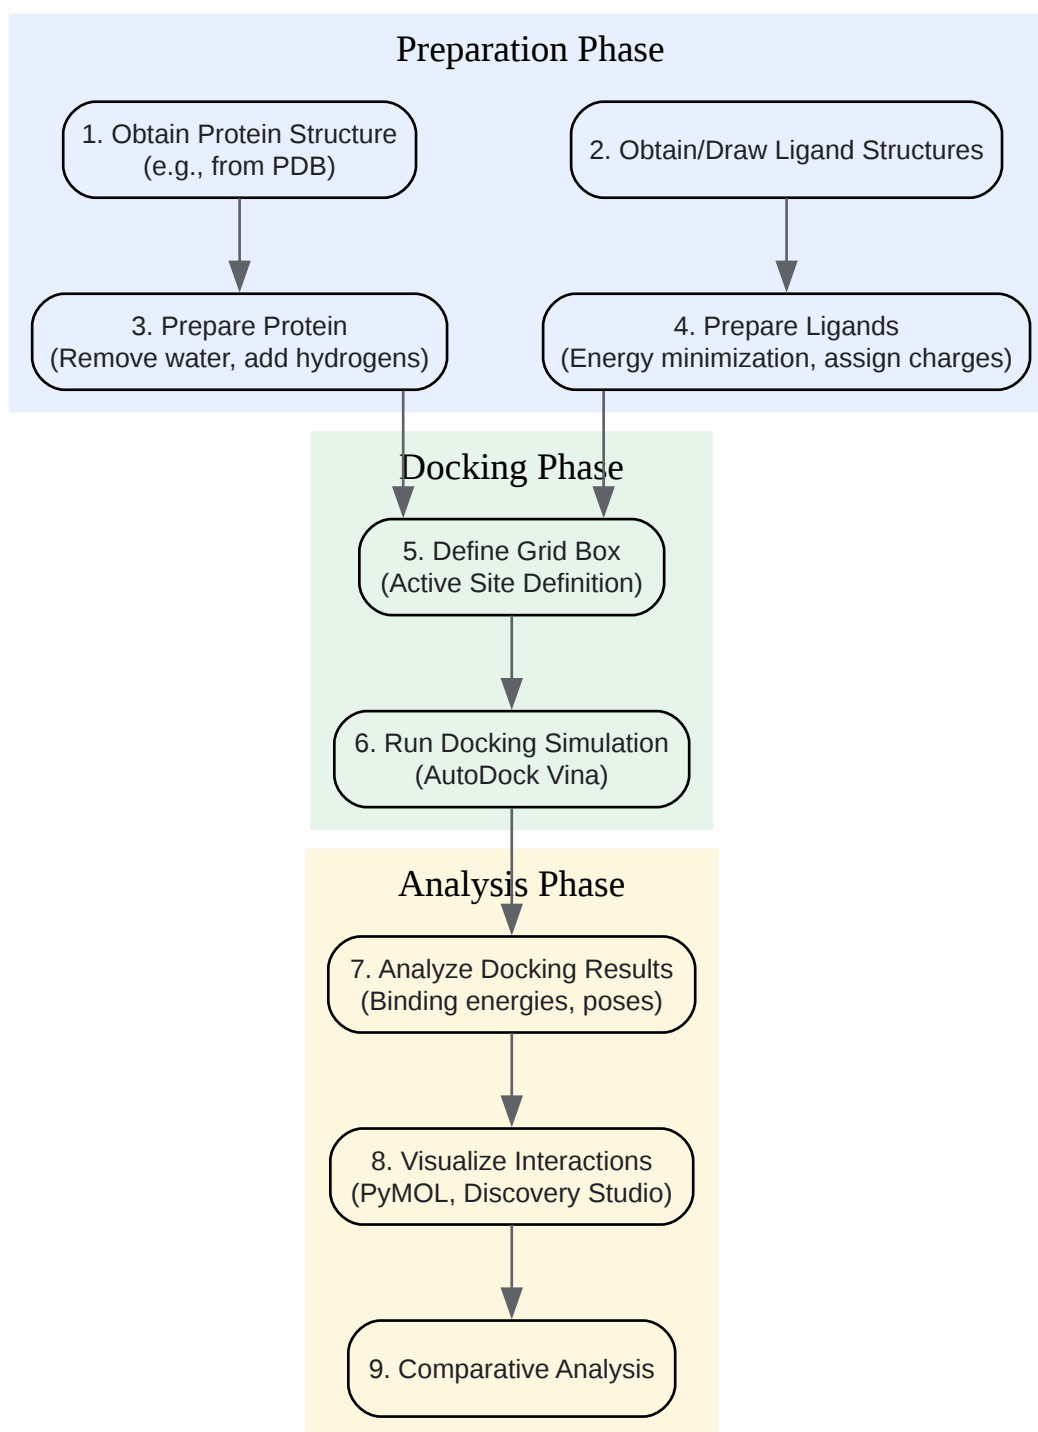 Preparation Phase
1. Obtain Protein Structure
(e.g., from PDB)
2. Obtain/Draw Ligand Structures
3. Prepare Protein
(Remove water, add hydrogens)
4. Prepare Ligands
(Energy minimization, assign charges)
Docking Phase
5. Define Grid Box
(Active Site Definition)
6. Run Docking Simulation
(AutoDock Vina)
Analysis Phase
7. Analyze Docking Results
(Binding energies, poses)
8. Visualize Interactions
(PyMOL, Discovery Studio)
9. Comparative Analysis